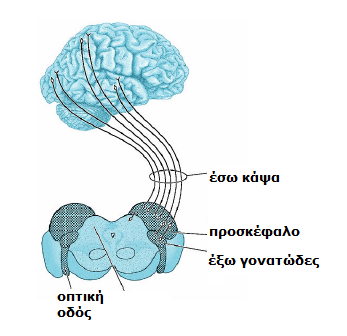 έσω κάψα
προσκέφαλο
έξω γονατώδες
οπτική
οδός